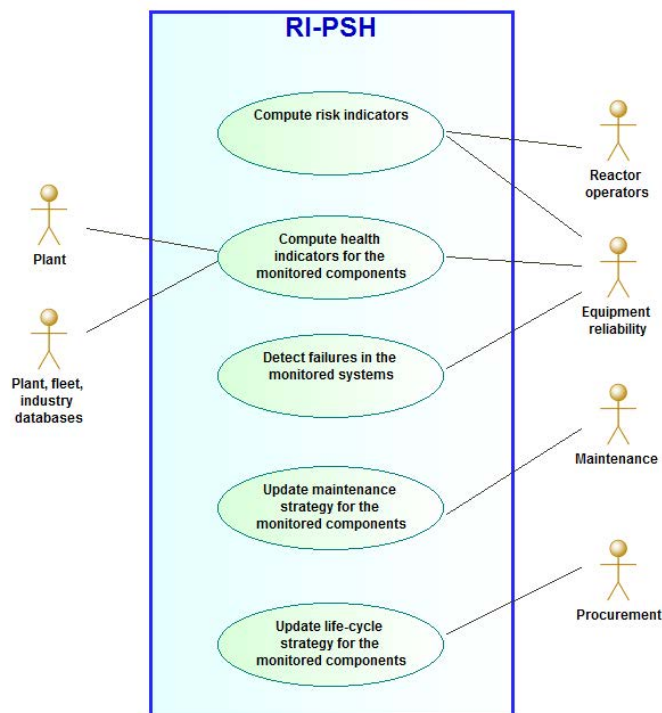 RI-PSH
Compute risk indicators
Reactor
operators
Plant
Compute health
indicators for the
monitored components
Equipment
reliability
Plant, fleet,
industry
databases
Detect failures in the
monitored systems
Maintenance
Update maintenance
strategy for the
monitored components
Procurement
Update life-cycle
strategy for the
monitored components